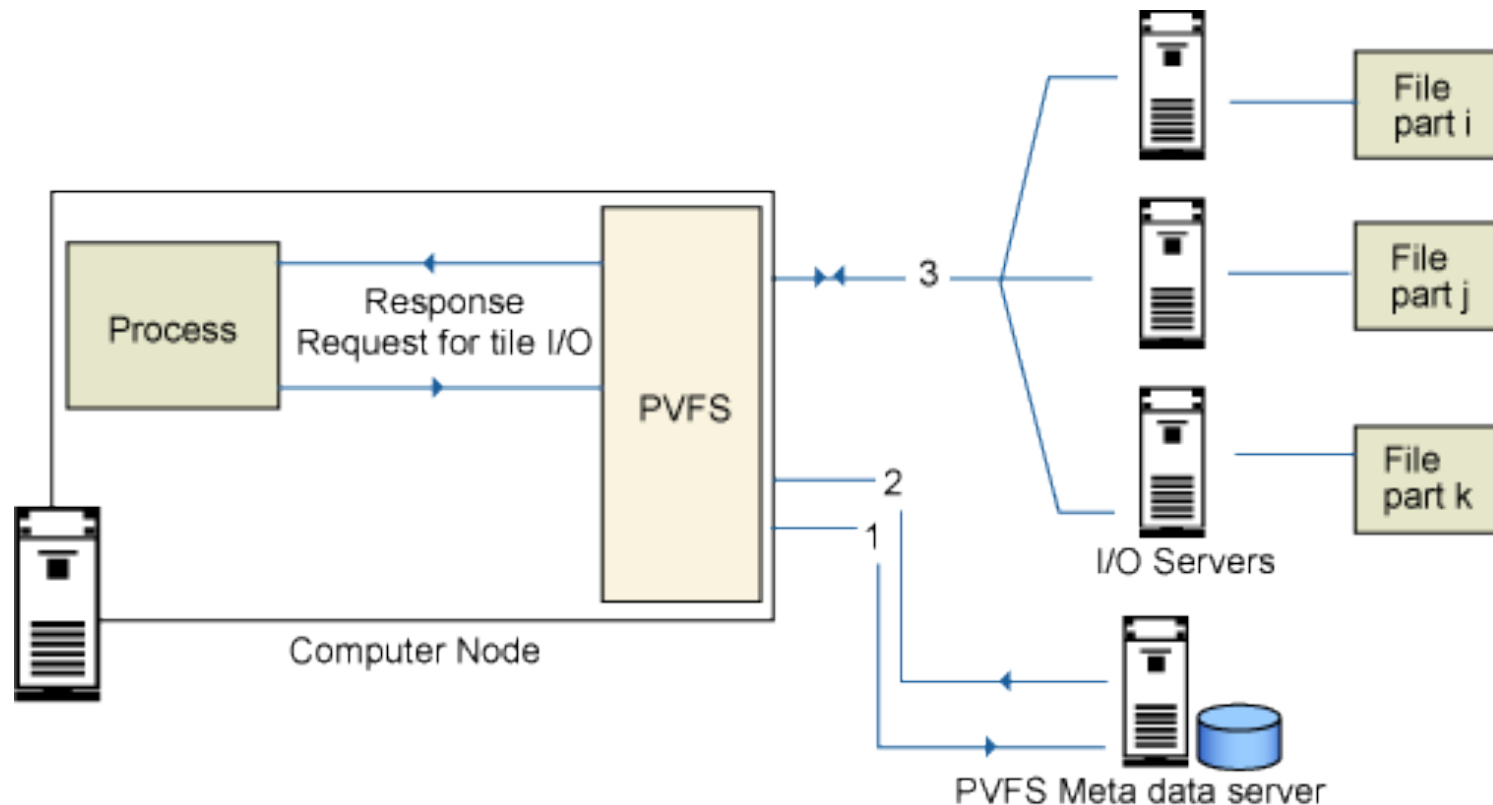 File
part i
File
part j
File
part k
Process
Response
Request for tile I/O
PVFS
3
2
1
I/O Servers
Computer Node
PVFS Meta data server